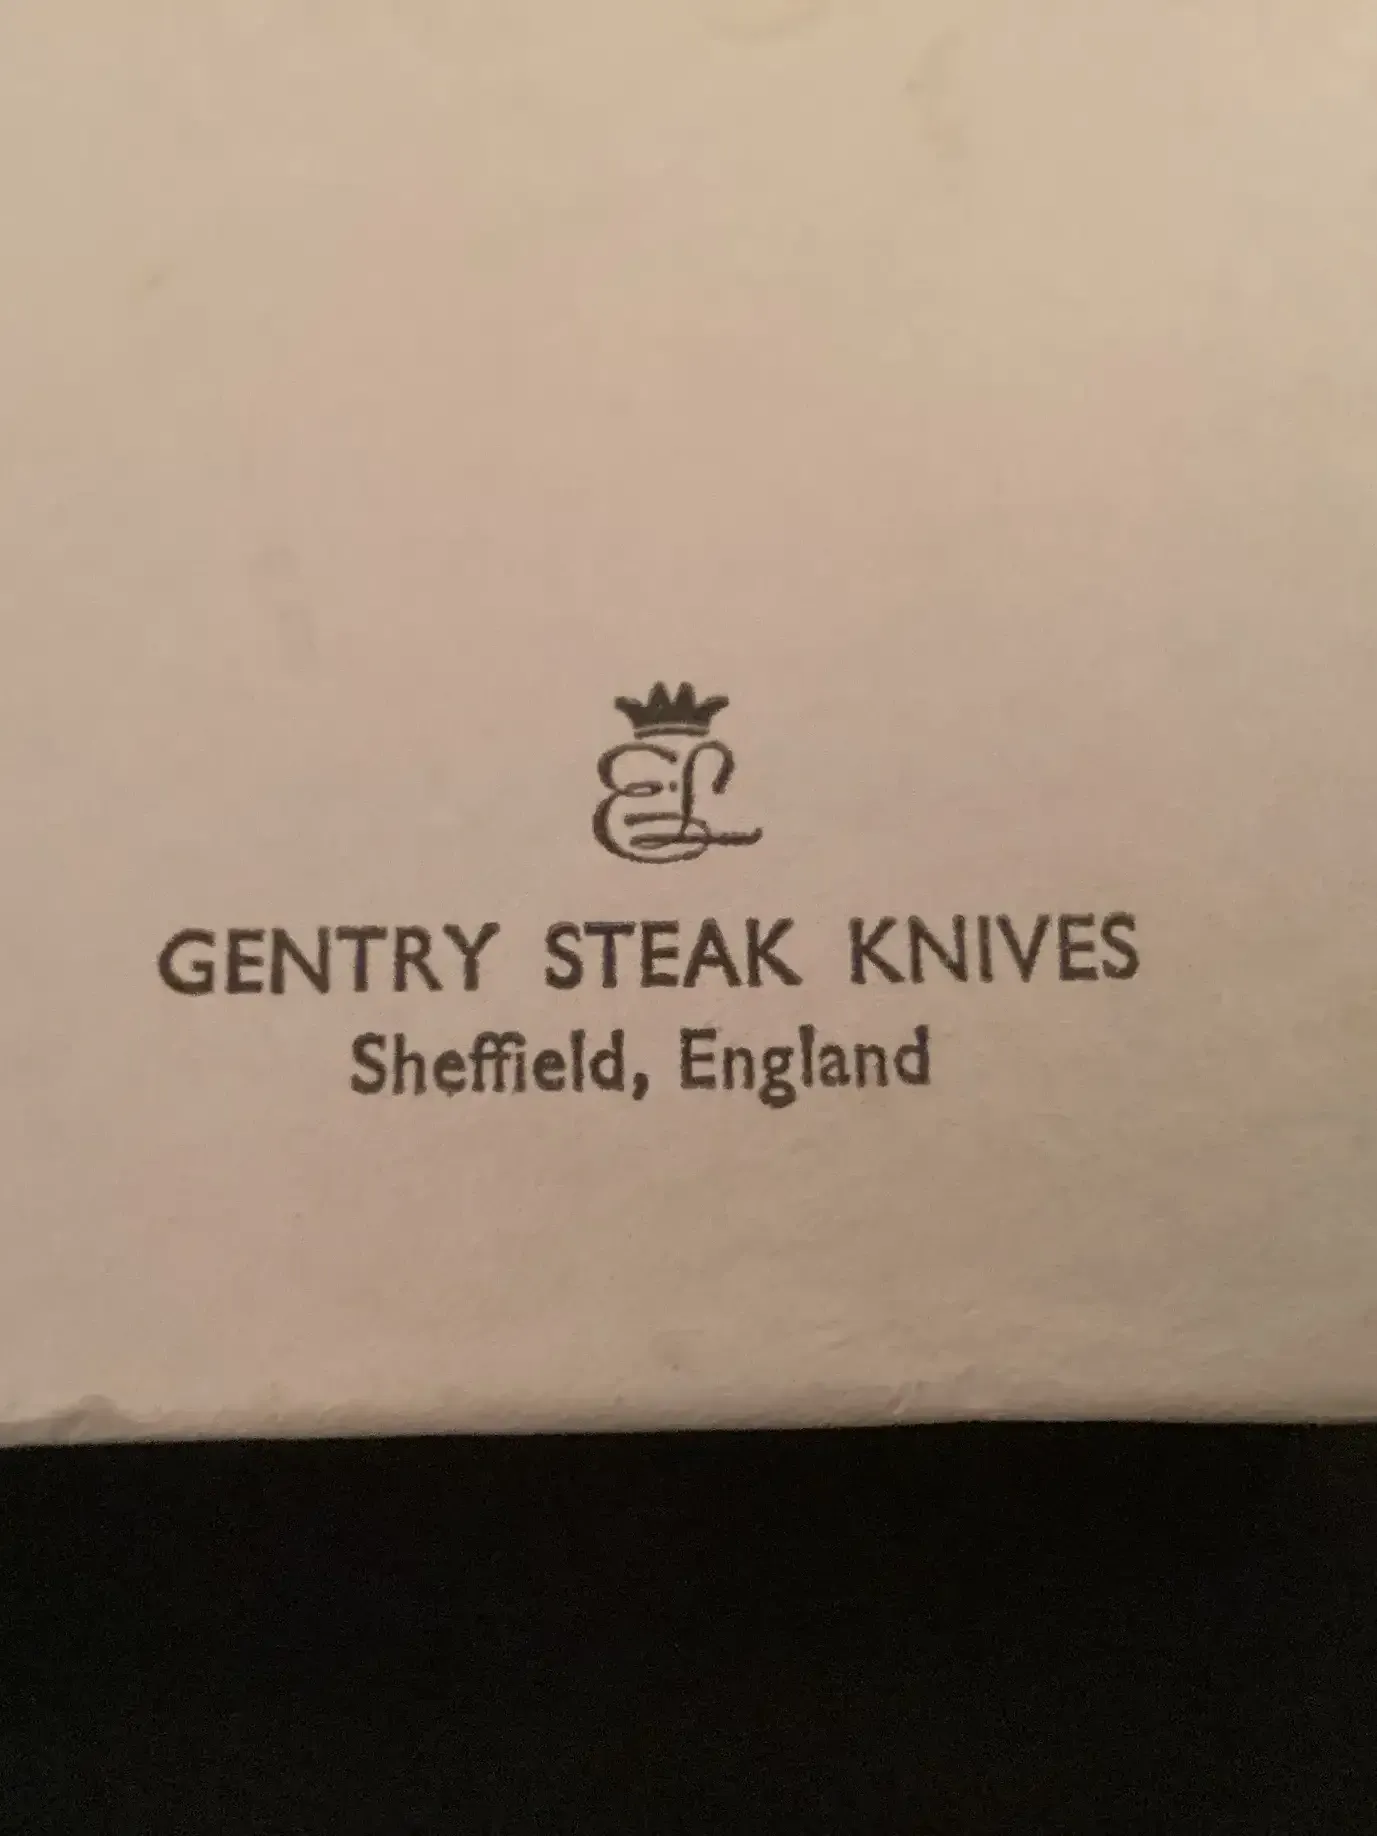 EL
GENTRY STEAK KNIVES
Sheffield, England